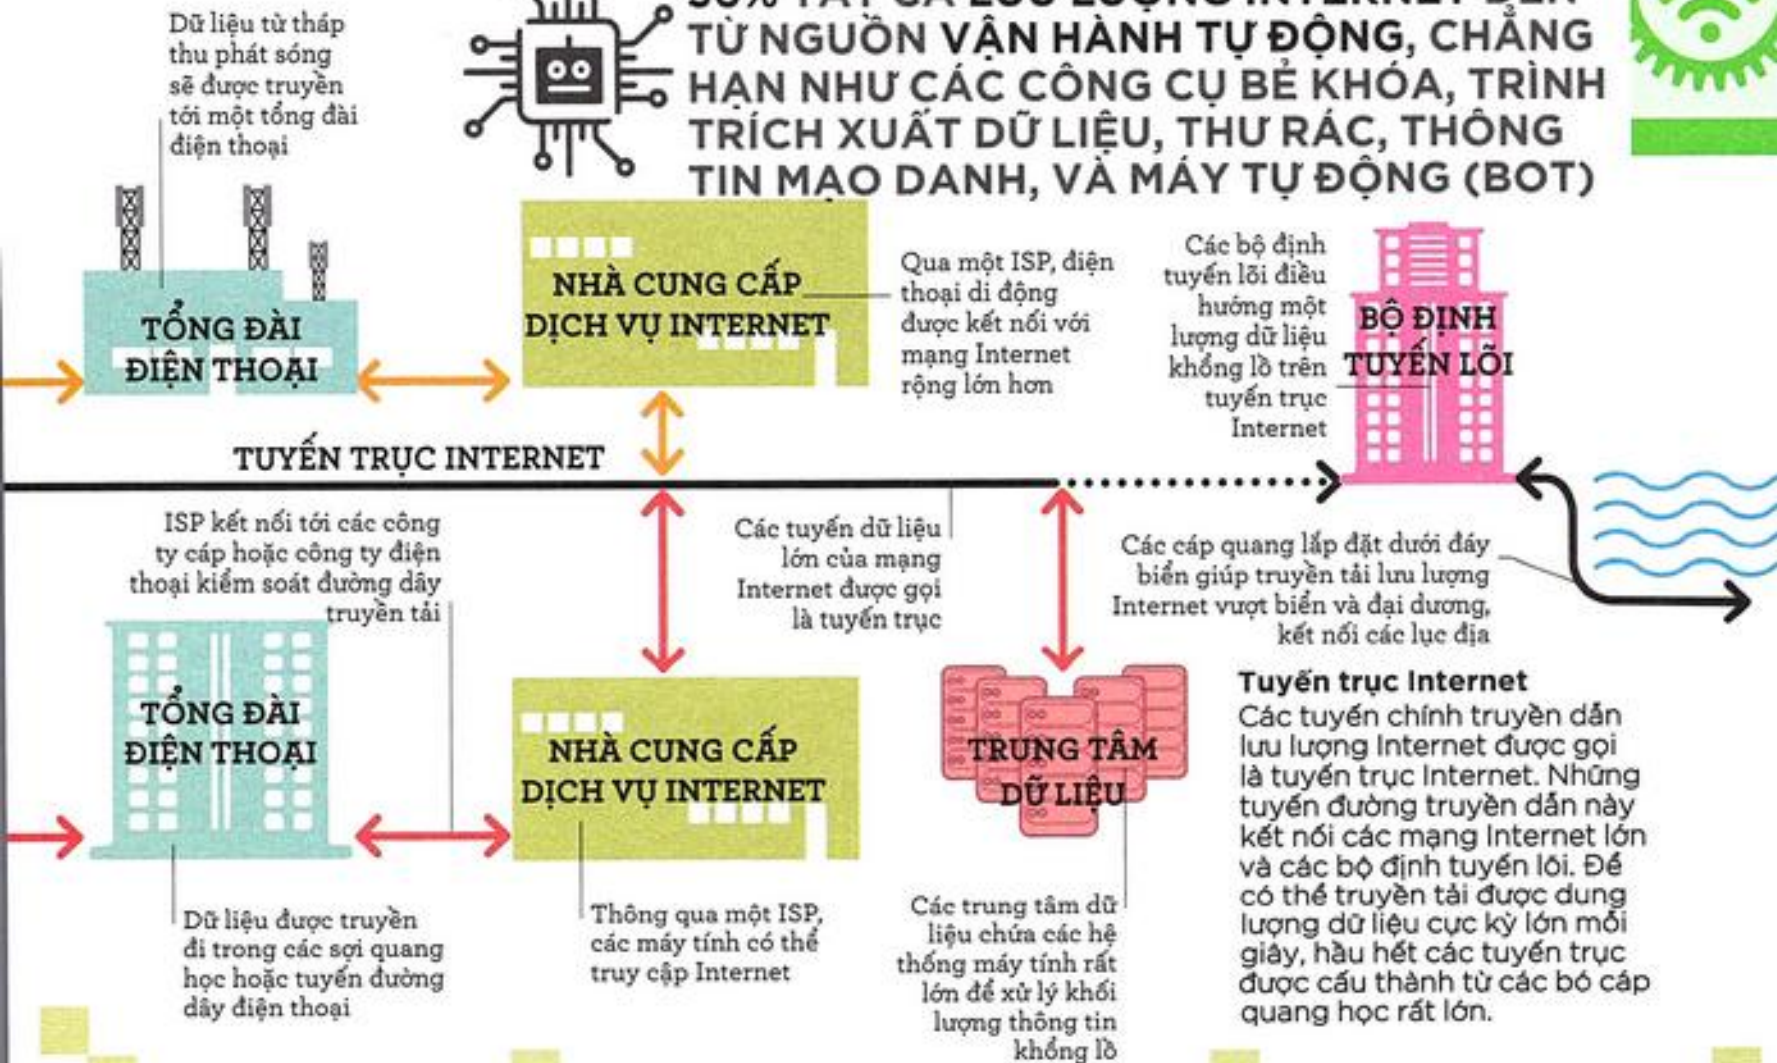 Dữ liệu từ tháp
thu phát sóng
sẽ được truyền
tới một tổng đài
điện thoại
50% TẤT CẢ LƯU LƯỢNG INTERNET ĐẾN
TỪ NGUỒN VẬN HÀNH TỰ ĐỘNG, CHẲNG
HẠN NHƯ CÁC CÔNG CỤ BẺ KHÓA, TRÌNH
TRÍCH XUẤT DỮ LIỆU, THƯ RÁC, THÔNG
TIN MẠO DANH, VÀ MÁY TỰ ĐỘNG (BOT)
TỔNG ĐÀI
ĐIỆN THOẠI
NHÀ CUNG CẤP
DỊCH VỤ INTERNET
Qua một ISP, điện
thoại di động
được kết nối với
mạng Internet
rộng lớn hơn
Các bộ định
tuyến lõi điều
hướng một
lượng dữ liệu
khổng lồ trên
tuyến trục
Internet
BỘ ĐỊNH
TUYẾN LÕI
TUYẾN TRỤC INTERNET
ISP kết nối tới các công
ty cáp hoặc công ty điện
thoại kiểm soát đường dây
truyền tải
Các tuyến dữ liệu
lớn của mạng
Internet được gọi
là tuyến trục
Các cáp quang lắp đặt dưới đáy
biển giúp truyền tải lưu lượng
Internet vượt biển và đại dương,
kết nối các lục địa
TỔNG ĐÀI
ĐIỆN THOẠI
NHÀ CUNG CẤP
DỊCH VỤ INTERNET
TRUNG TÂM
DỮ LIỆU
Tuyến trục Internet
Các tuyến chính truyền dẫn
lưu lượng Internet được gọi
là tuyến trục Internet. Những
tuyến đường truyền dẫn này
kết nối các mạng Internet lớn
và các bộ định tuyến lõi. Để
có thể truyền tải được dung
lượng dữ liệu cực kỳ lớn mỗi
giây, hầu hết các tuyến trục
được cấu thành từ các bó cáp
quang học rất lớn.
Dữ liệu được truyền
đi trong các sợi quang
học hoặc tuyến đường
dây điện thoại
Thông qua một ISP,
các máy tính có thể
truy cập Internet
Các trung tâm dữ
liệu chứa các hệ
thống máy tính rất
lớn để xử lý khối
lượng thông tin
khổng lồ